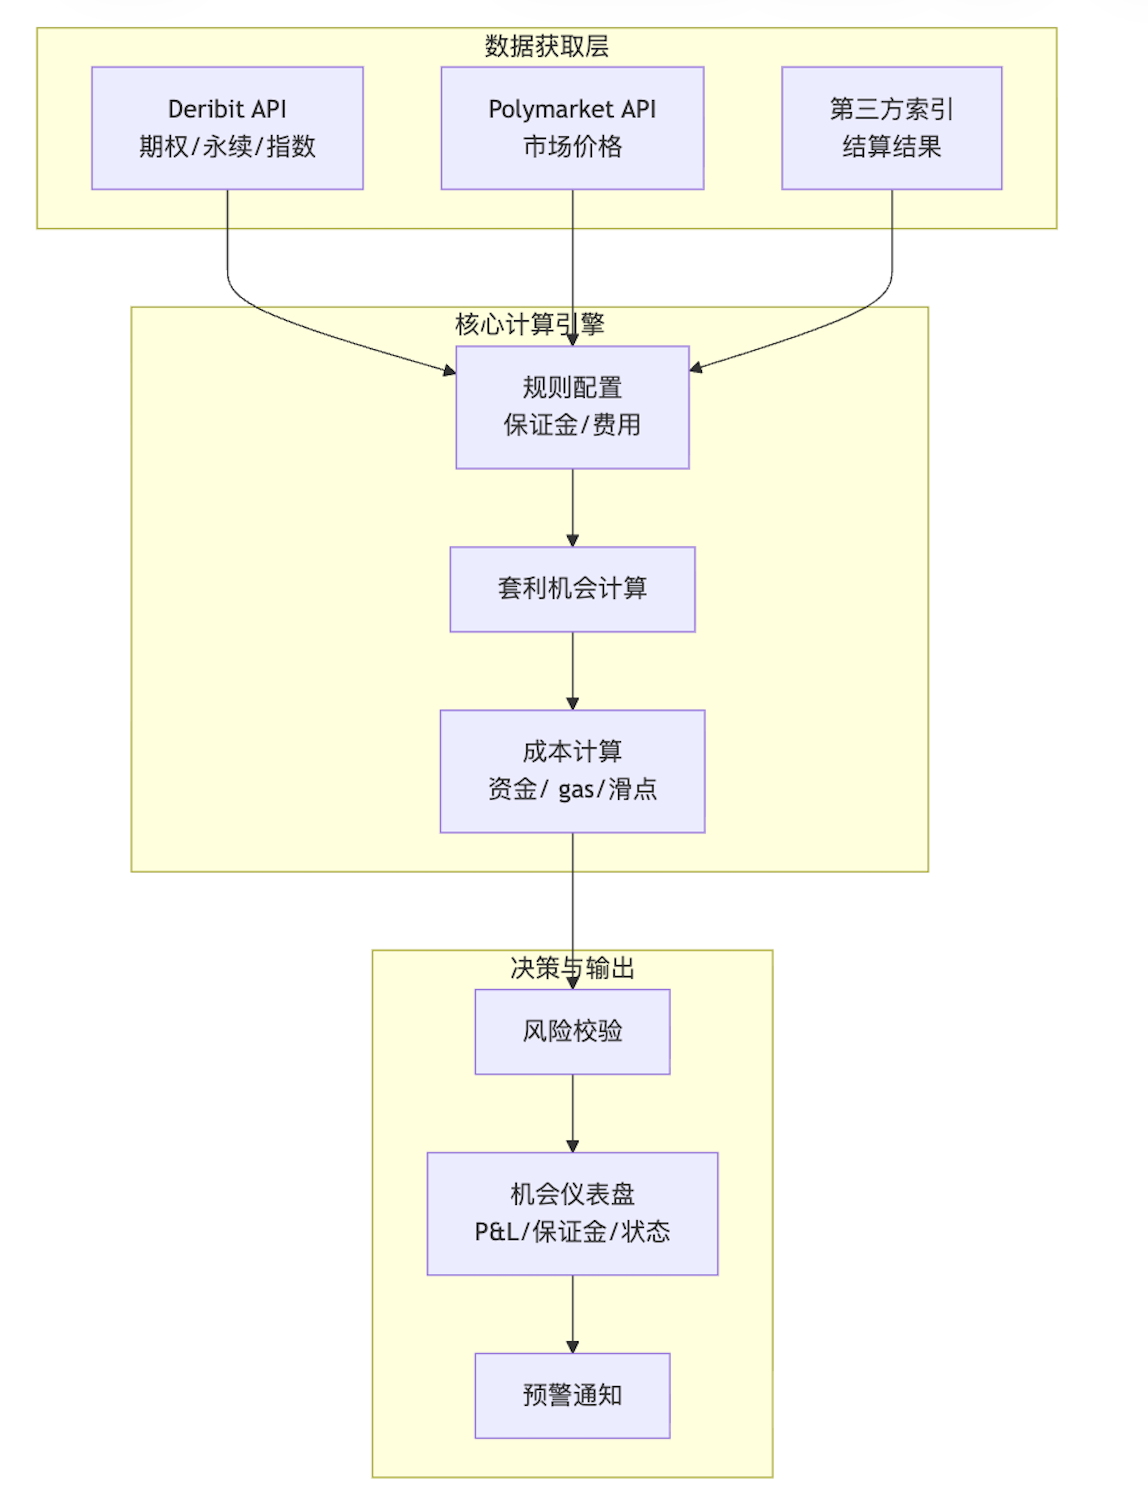 数据获取层
Deribit API
期权/永续/指数
Polymarket API
市场价格
第三方索引
结算结果
核心计算引擎
规则配置
保证金/费用
套利机会计算
成本计算
资金/ gas/滑点
决策与输出
风险校验
机会仪表盘
P&L/保证金/状态
预警通知